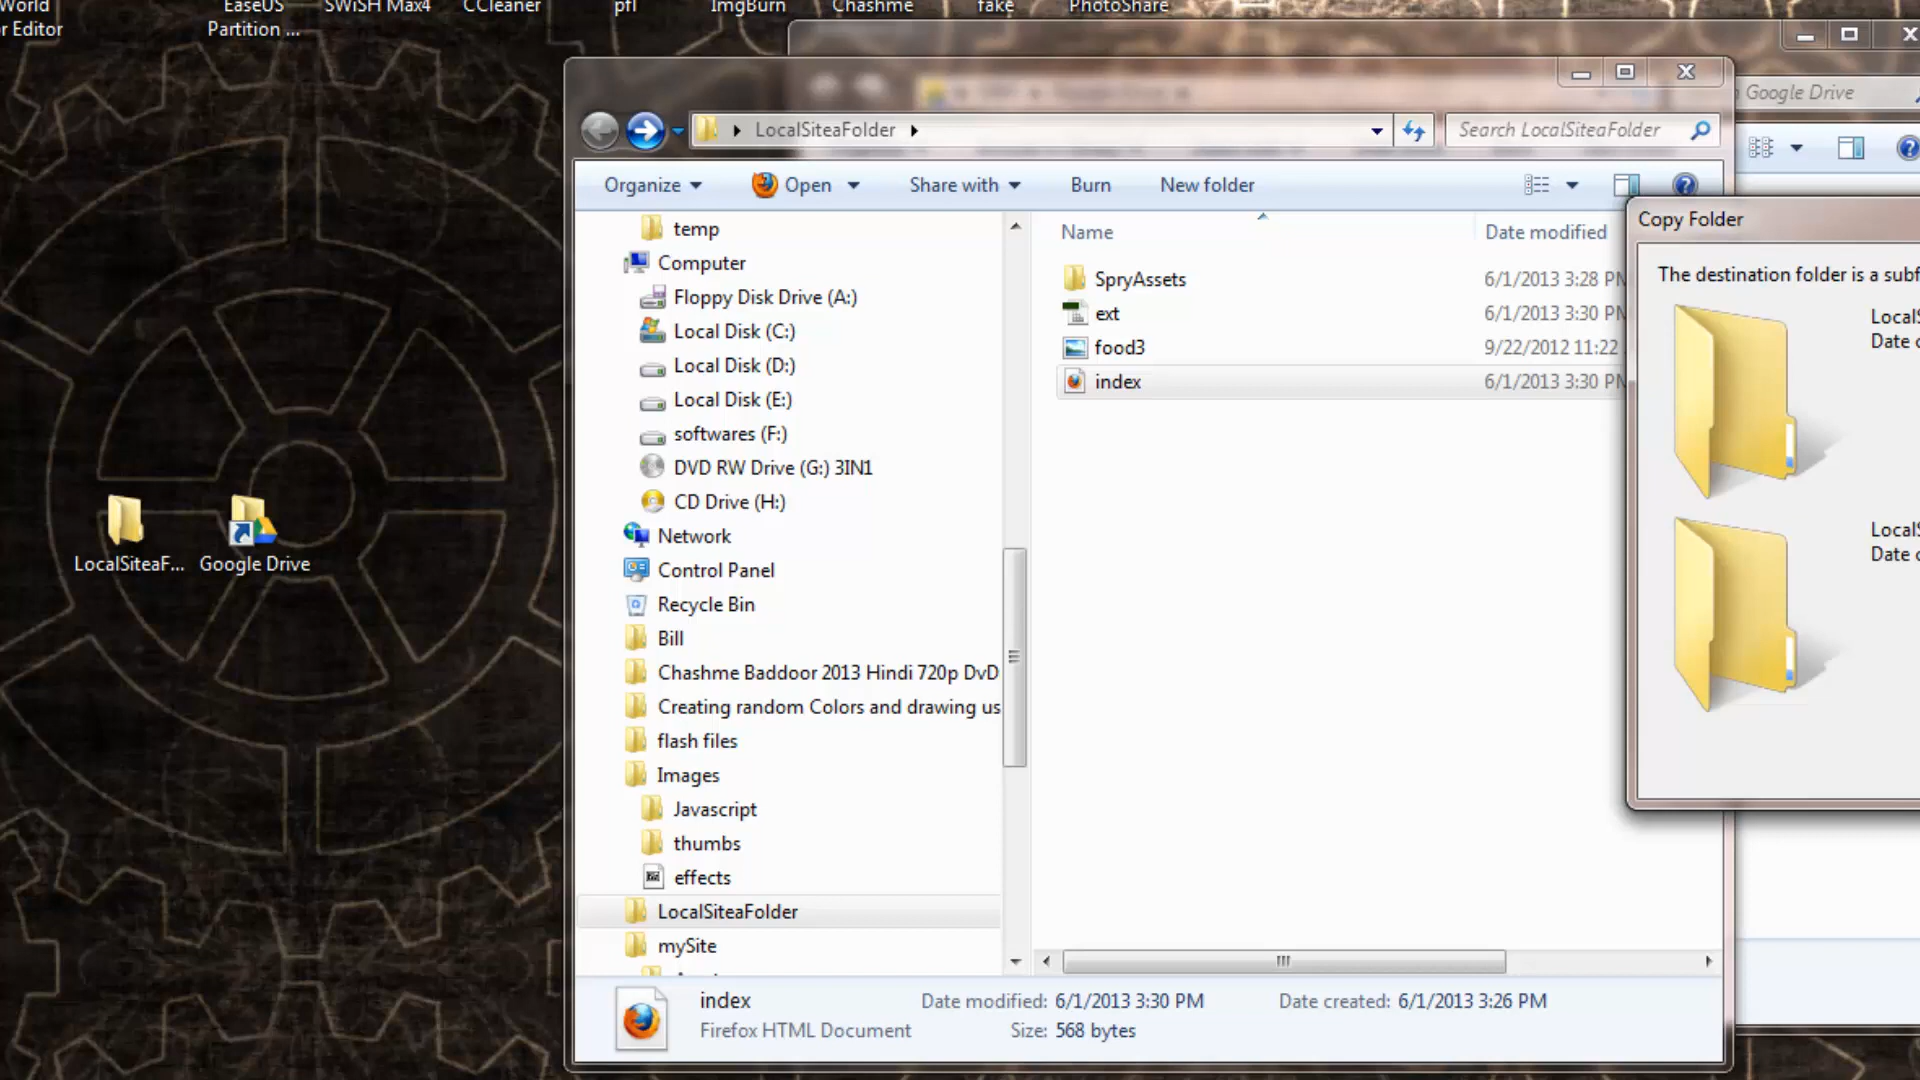 World
r Editor
EaseUS
Partition ...
SWiSH Max4
CCleaner
pfl
ImgBurn
Chashme
fake
PhotoShare
Google Drive
LocalSiteaFolder
Search LocalSiteaFolder
Organize
Open
Share with
Burn
New folder
Copy Folder
temp
Computer
Floppy Disk Drive (A:)
Local Disk (C:)
Local Disk (D:)
Local Disk (E:)
softwares (F:)
DVD RW Drive (G:) 3IN1
CD Drive (H:)
Network
Control Panel
Recycle Bin
Bill
Chashme Baddoor 2013 Hindi 720p DvD
Creating random Colors and drawing us
flash files
Images
Javascript
thumbs
effects
LocalSiteaFolder
mySite
Name Date modified
SpryAssets 6/1/2013 3:28 PM
ext 6/1/2013 3:30 PM
food3 9/22/2012 11:22
index 6/1/2013 3:30 PM
The destination folder is a subf
LocalS
Date c
LocalS
Date c
LocalSiteaF...
Google Drive
index Date modified: 6/1/2013 3:30 PM Date created: 6/1/2013 3:26 PM
Firefox HTML Document Size: 568 bytes